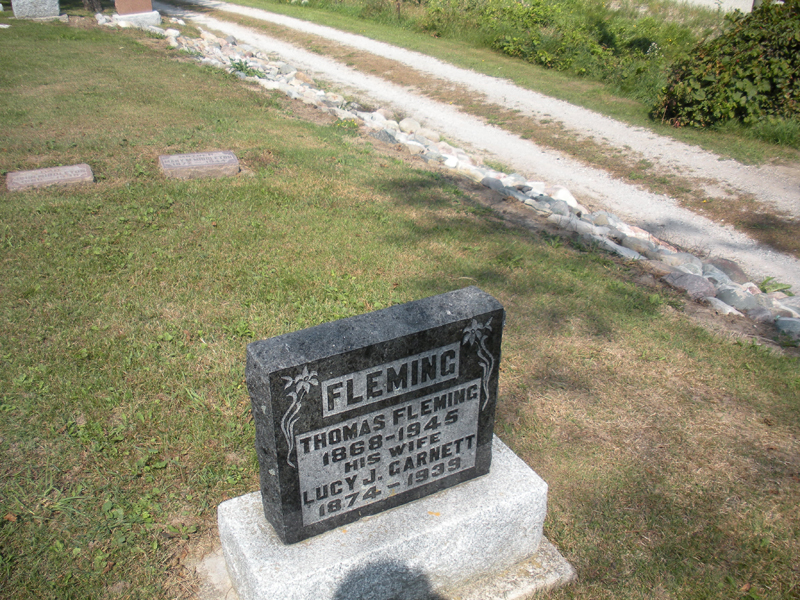 FLEMING
THOMAS FLEMING
1868-1945
HIS WIFE
LUCY J. GARNETT
1874-1939